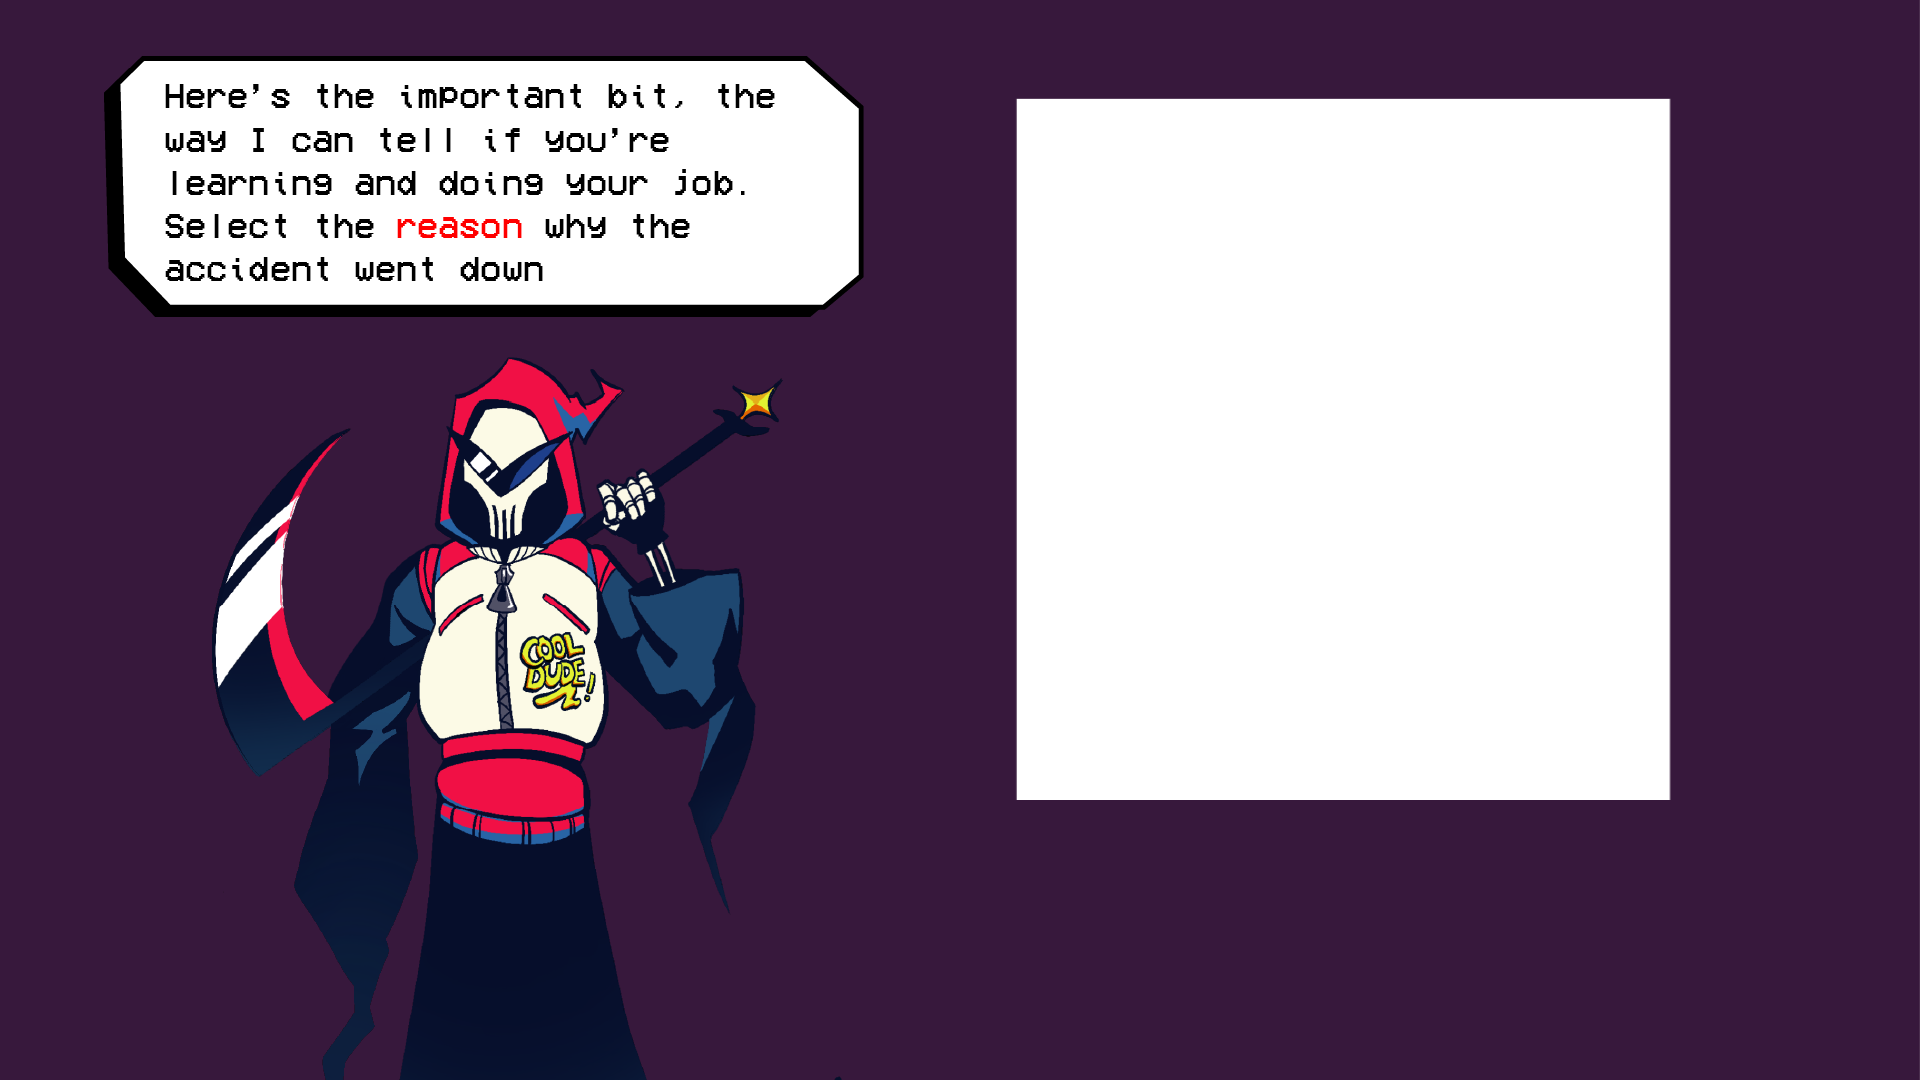 Here's the important bit, the
way I can tell if you're
learning and doing your job.
Select the reason why the
accident went down
COOL
DUDE!